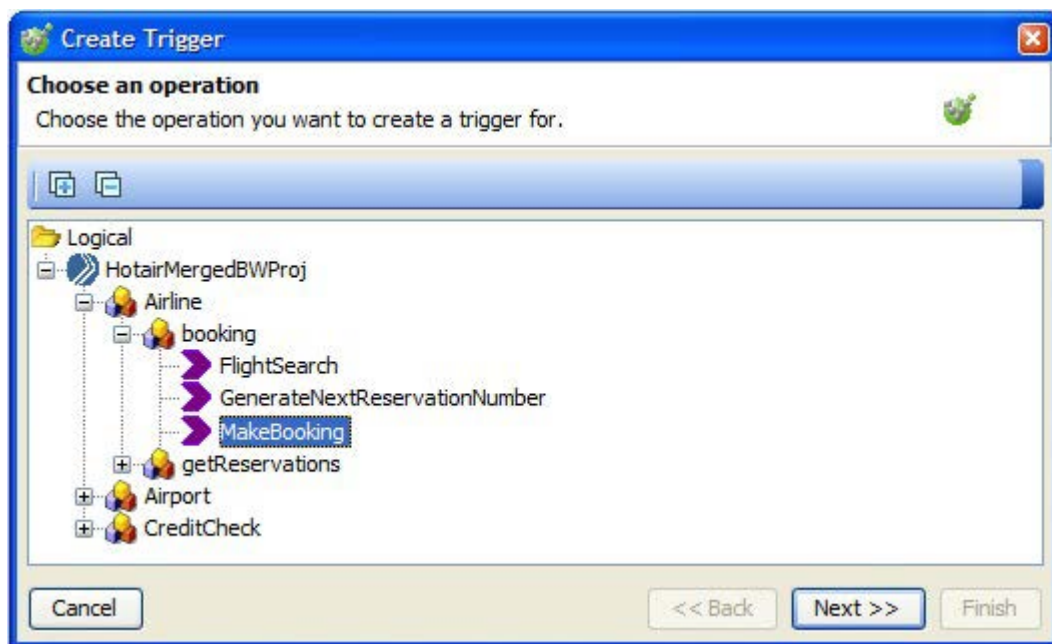 Create Trigger
Choose an operation
Choose the operation you want to create a trigger for.
Logical
HotairMergedBWProj
Airline
booking
FlightSearch
GenerateNextReservationNumber
MakeBooking
getReservations
Airport
CreditCheck
Cancel << Back Next >> Finish